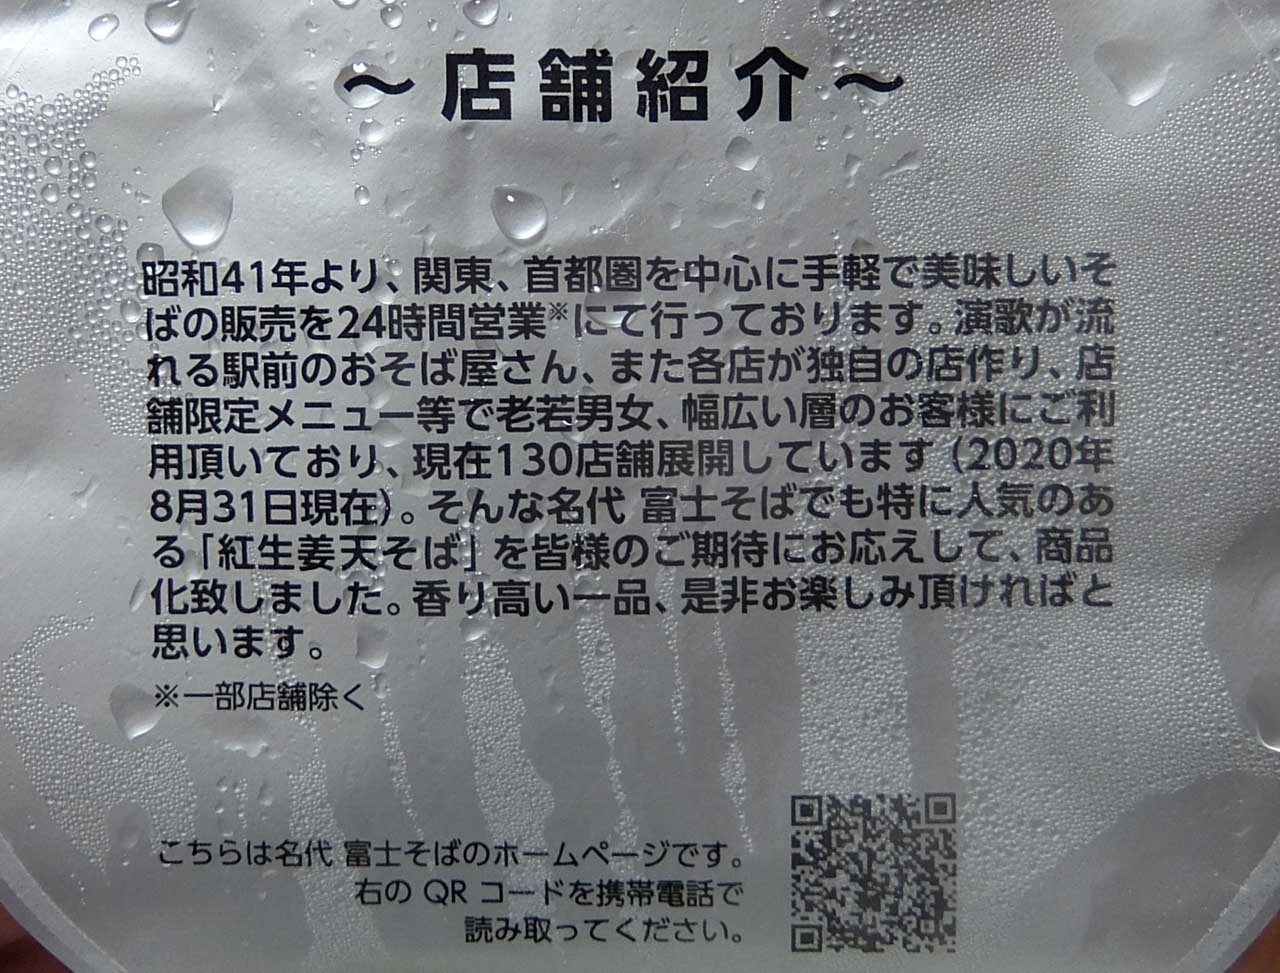 ～店舗紹介～
昭和41年より、関東、首都圏を中心に手軽で美味しいそ
ばの販売を24時間営業※にて行っております。演歌が流
れる駅前のおそば屋さん、また各店が独自の店作り、店
舗限定メニュー等で老若男女、幅広い層のお客様にご利
用頂いており、現在130店舗展開しています（2020年
8月31日現在）。そんな名代 富士そばでも特に人気のあ
る「紅生姜天そば」を皆様のご期待にお応えして、商品
化致しました。香り高い一品、是非お楽しみ頂ければと
思います。
※一部店舗除く
こちらは名代 富士そばのホームページです。
右の QR コードを携帯電話で
読み取ってください。